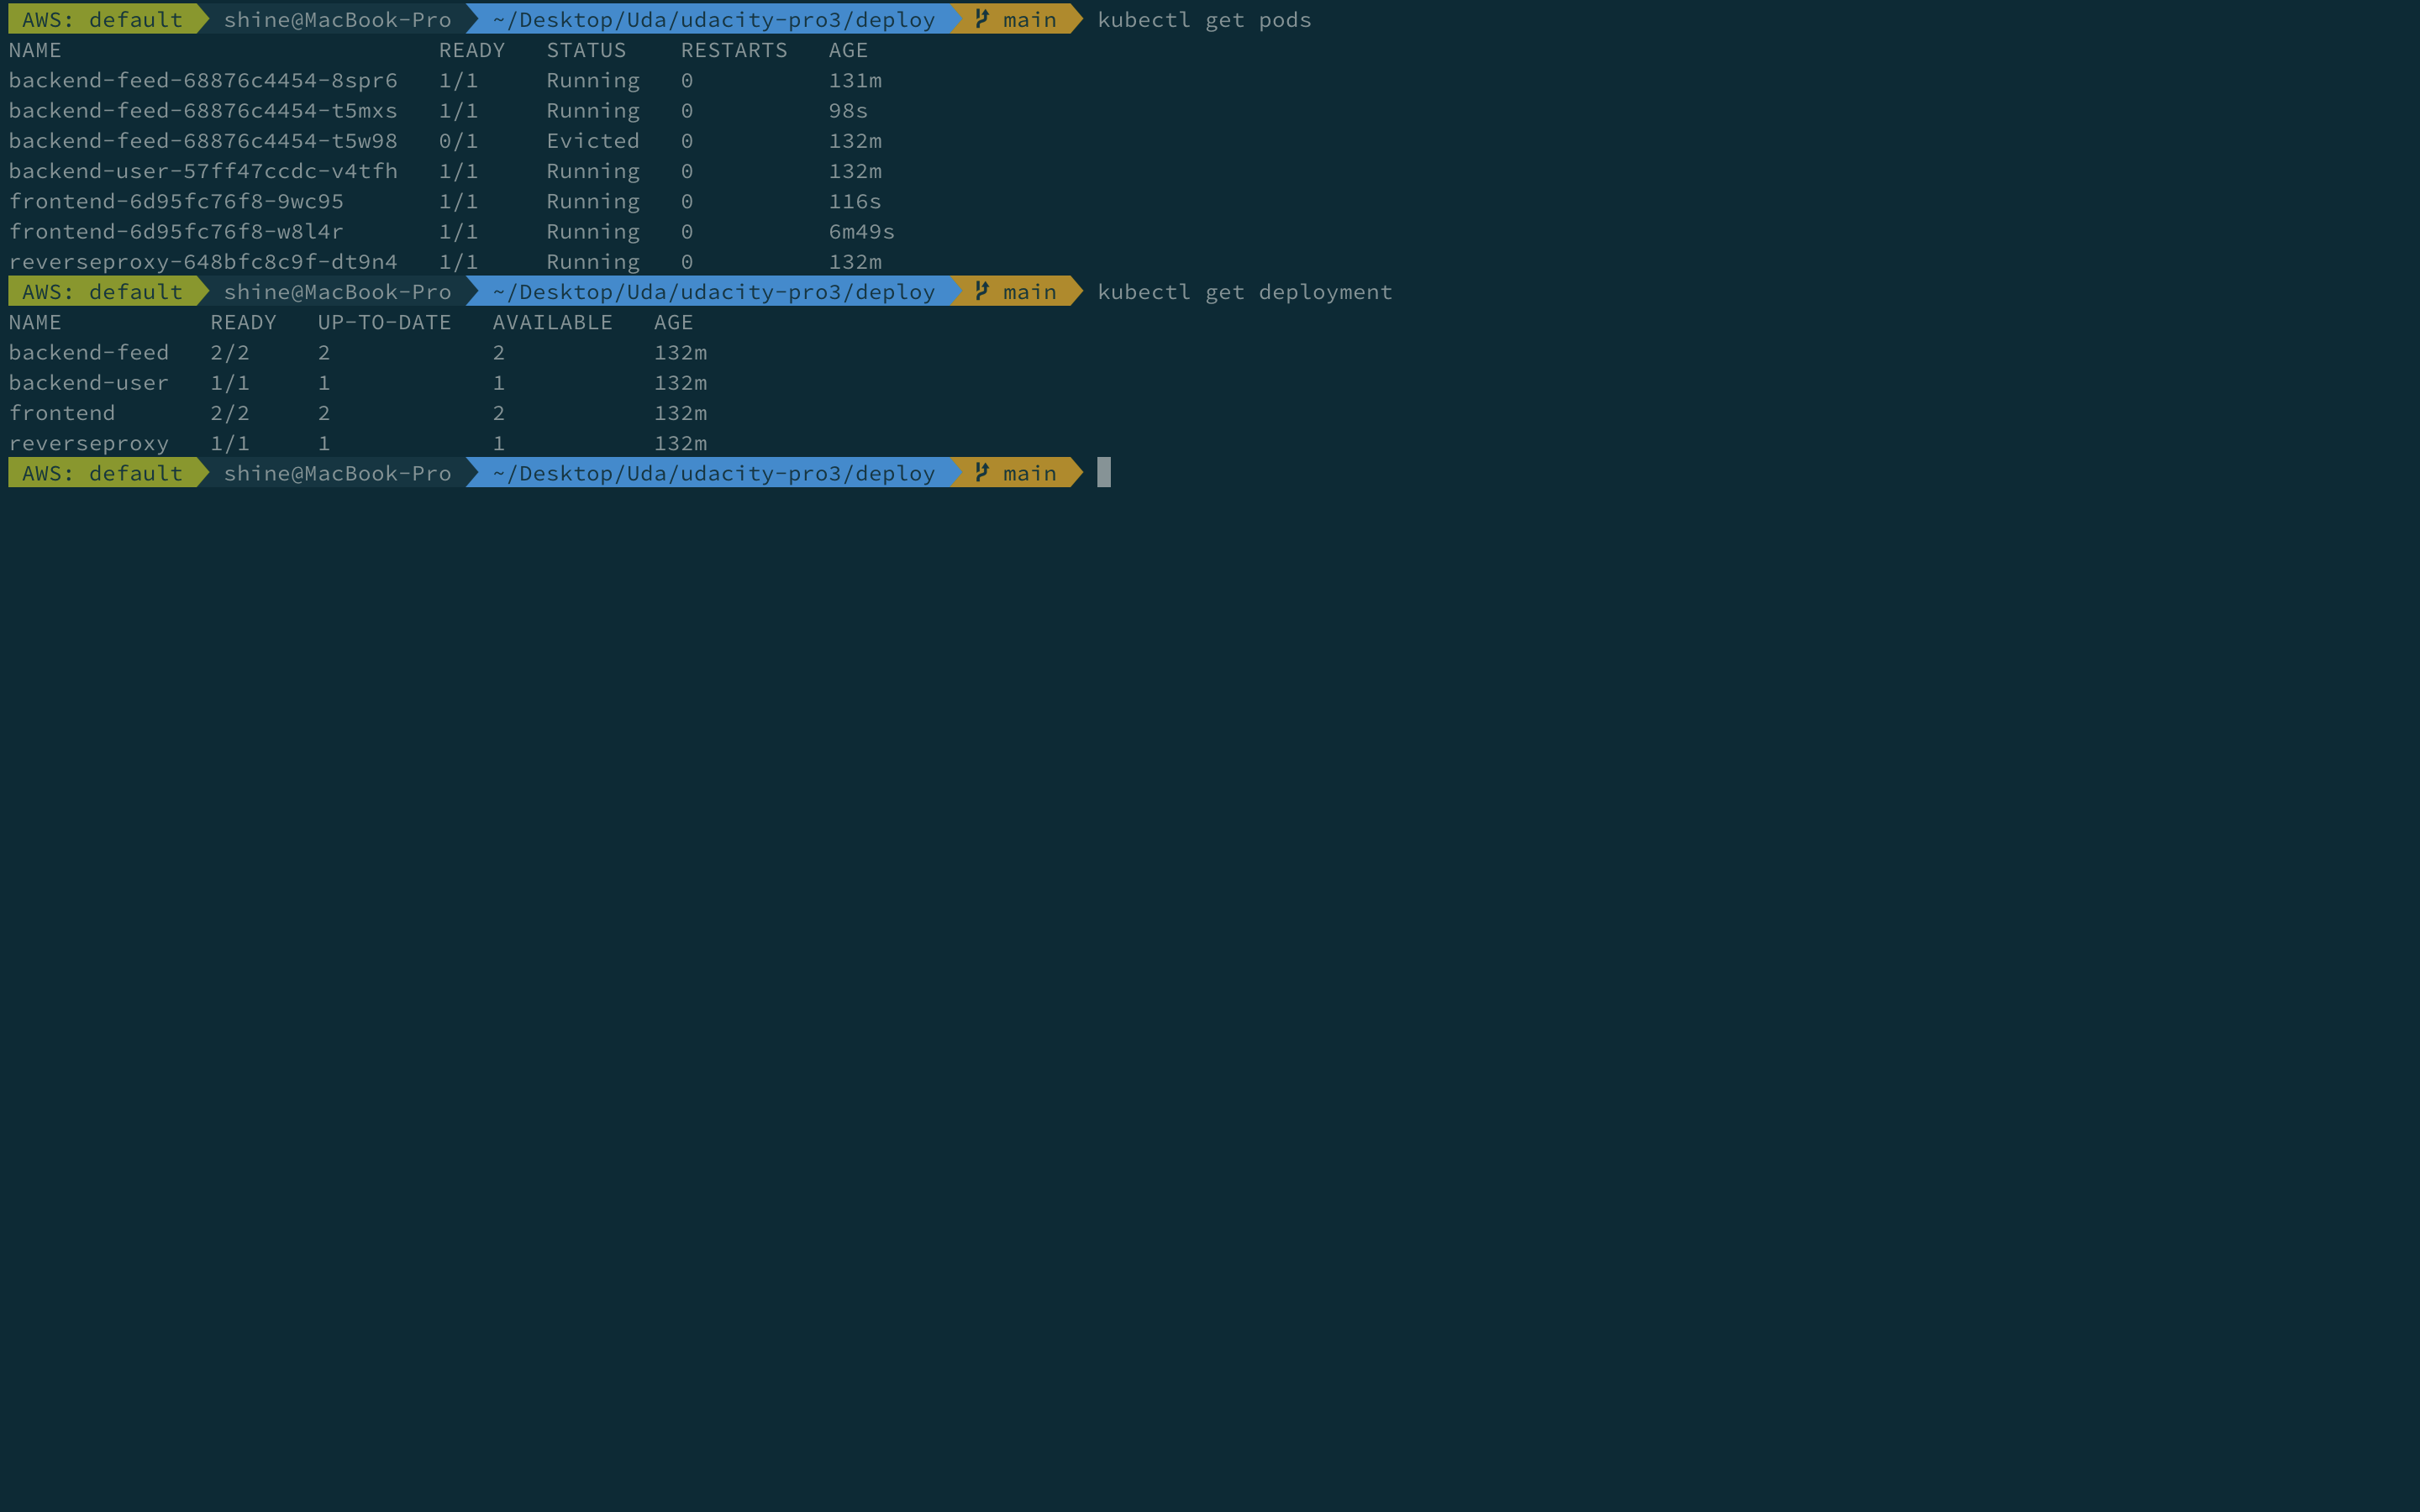 AWS: default shine@MacBook-Pro ~/Desktop/Uda/udacity-pro3/deploy main kubectl get pods
NAME READY STATUS RESTARTS AGE
backend-feed-68876c4454-8spr6 1/1 Running 0 131m
backend-feed-68876c4454-t5mxs 1/1 Running 0 98s
backend-feed-68876c4454-t5w98 0/1 Evicted 0 132m
backend-user-57ff47ccdc-v4tfh 1/1 Running 0 132m
frontend-6d95fc76f8-9wc95 1/1 Running 0 116s
frontend-6d95fc76f8-w8l4r 1/1 Running 0 6m49s
reverseproxy-648bfc8c9f-dt9n4 1/1 Running 0 132m
AWS: default shine@MacBook-Pro ~/Desktop/Uda/udacity-pro3/deploy main kubectl get deployment
NAME READY UP-TO-DATE AVAILABLE AGE
backend-feed 2/2 2 2 132m
backend-user 1/1 1 1 132m
frontend 2/2 2 2 132m
reverseproxy 1/1 1 1 132m
AWS: default shine@MacBook-Pro ~/Desktop/Uda/udacity-pro3/deploy main